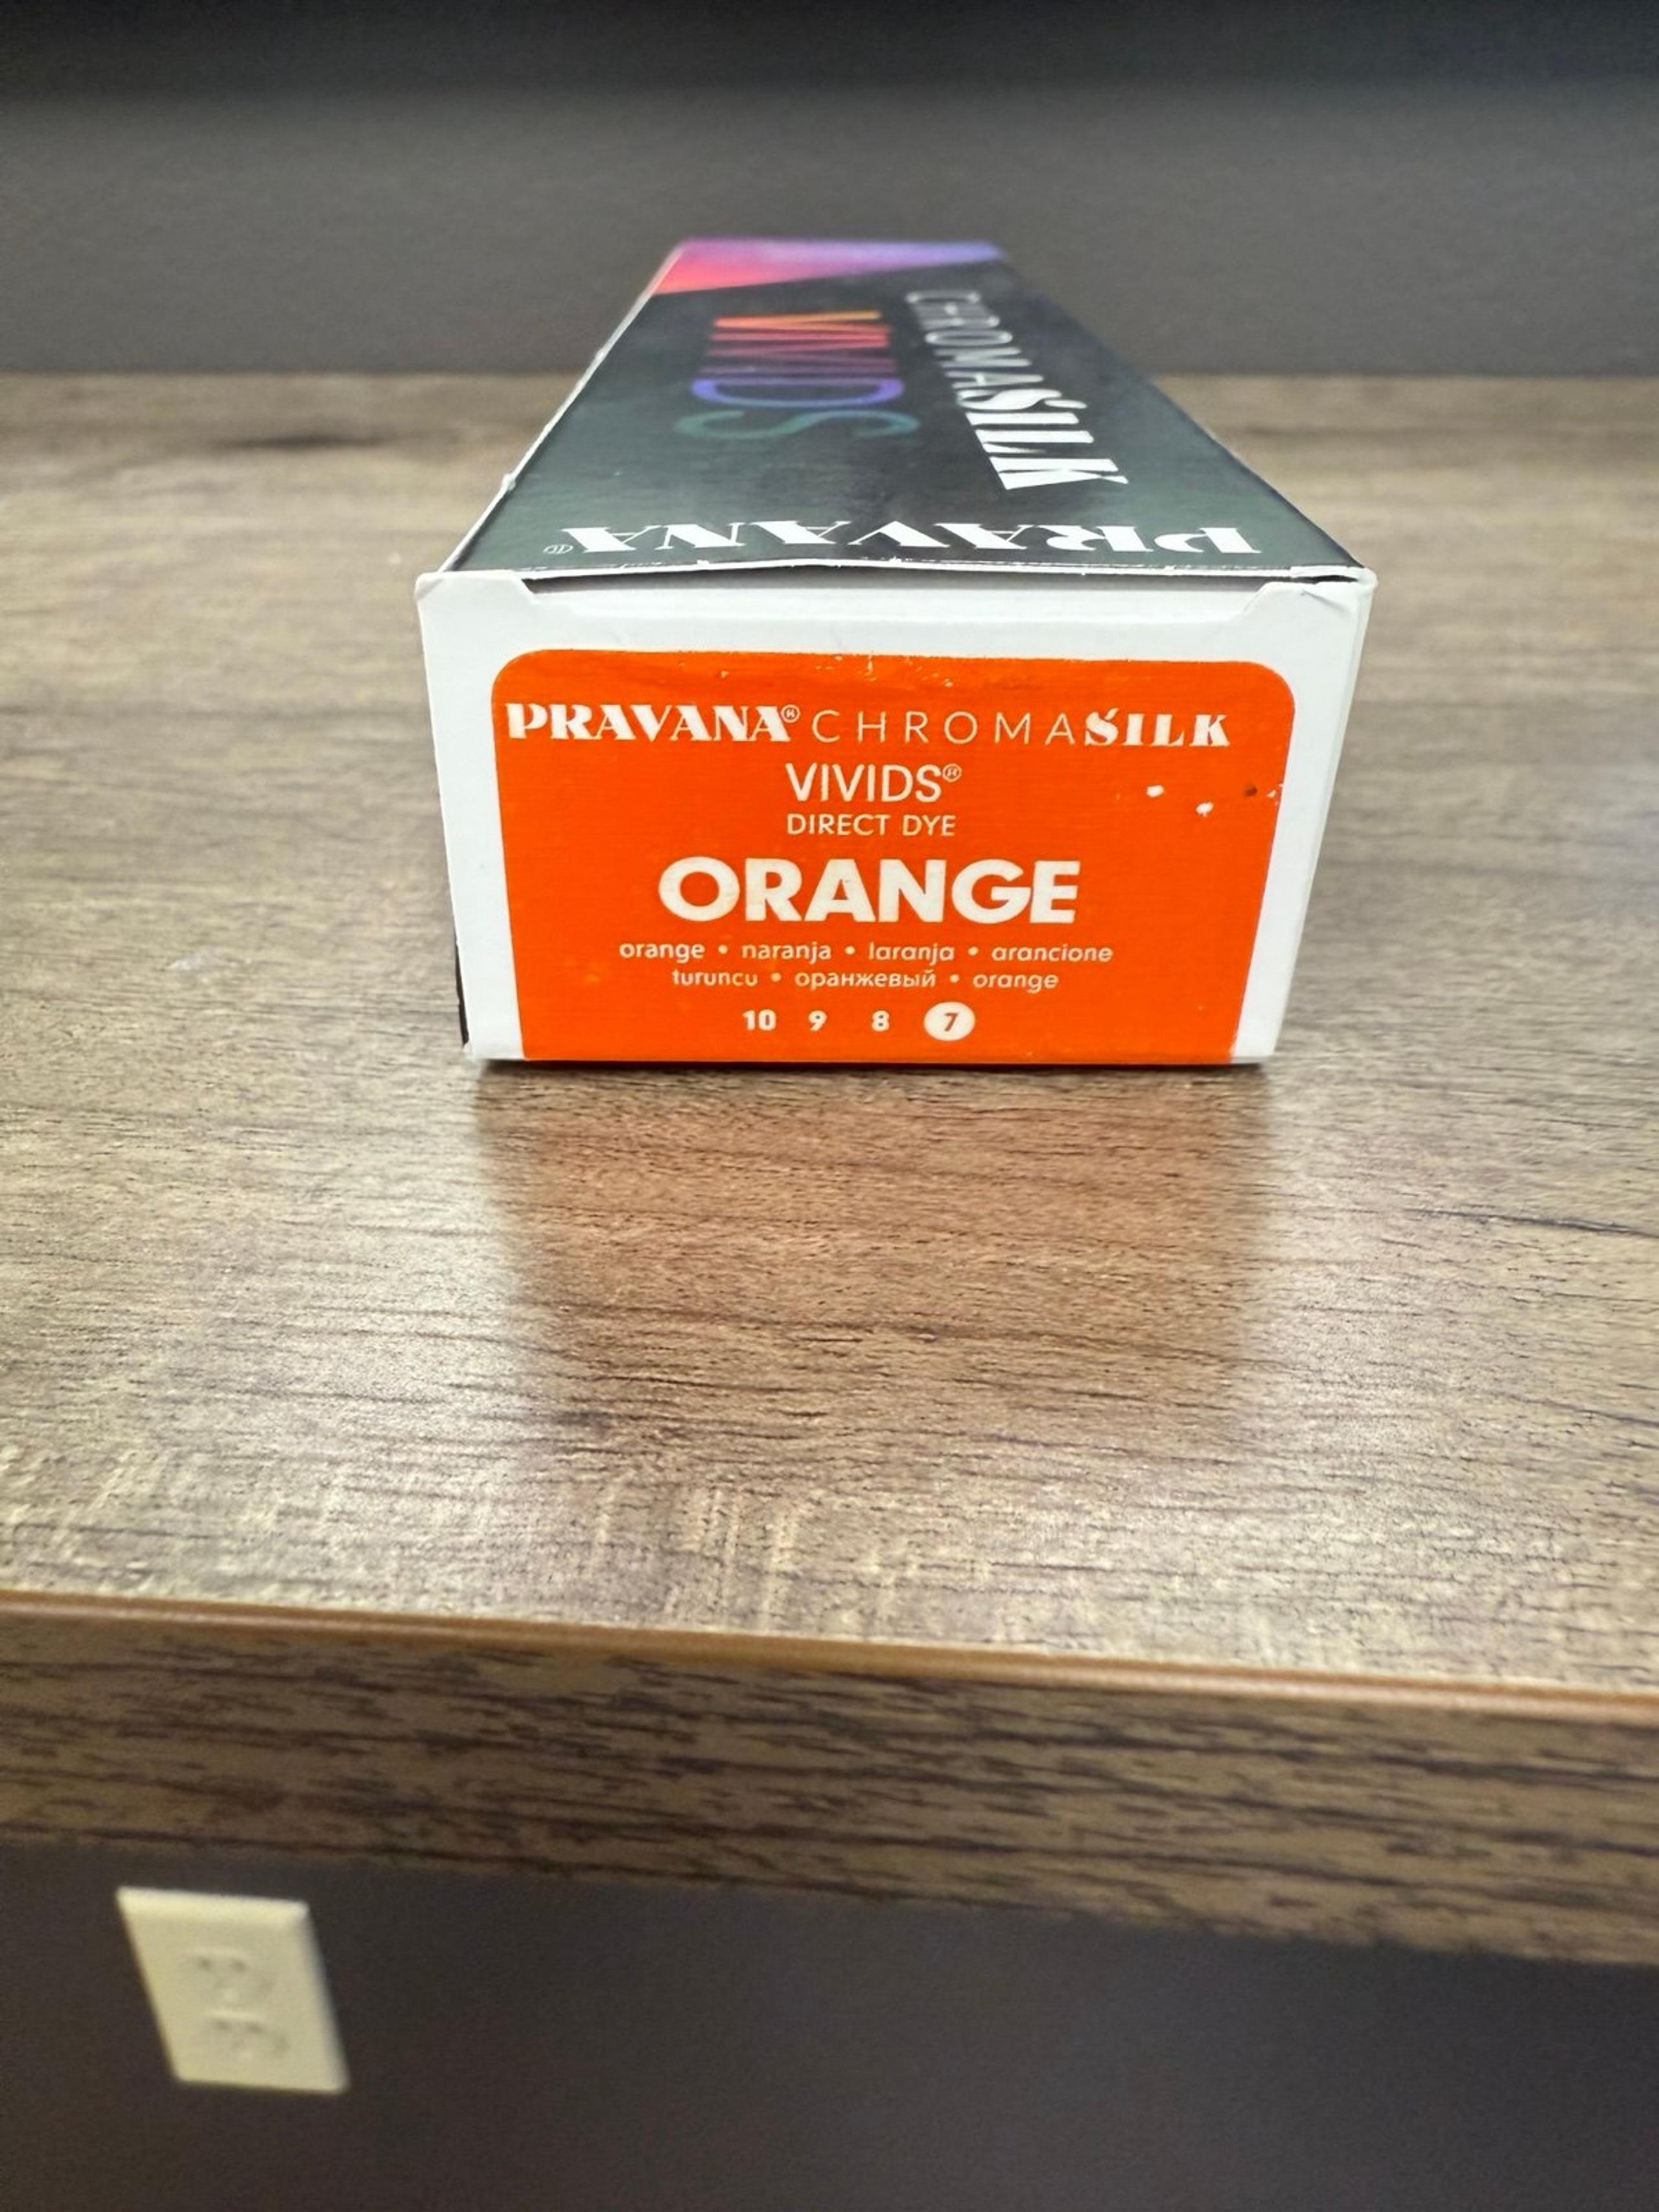 CHROMASILK
VIVIDS
PRAVANA®
PRAVANA® CHROMASILK
VIVIDS®
DIRECT DYE
ORANGE
orange • naranja • laranja • arancione
turuncu • оранжевый • orange
10 9 8 7